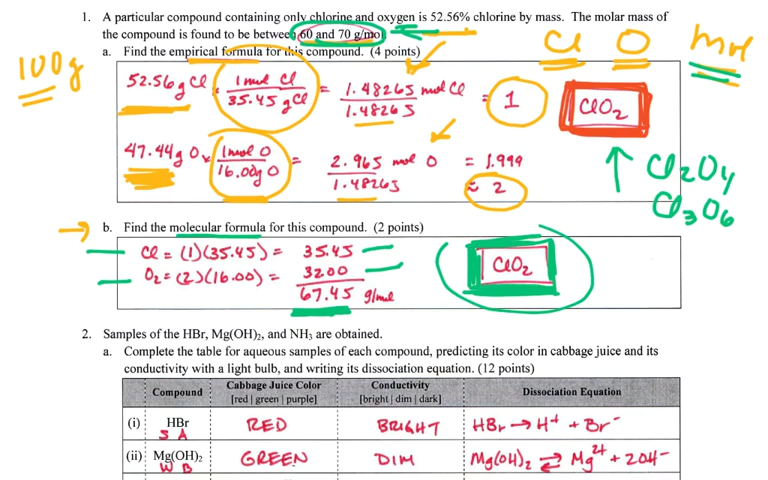 1. A particular compound containing only chlorine and oxygen is 52.56% chlorine by mass. The molar mass of
the compound is found to be between 60 and 70 g/mol.
a. Find the empirical formula for this compound. (4 points)
Cl O mol
100g
52.56g Cl · 1 mol Cl / 35.45 g Cl = 1.48265 mol Cl / 1.48265 = 1
ClO2
47.44g O x 1 mol O / 16.00g O = 2.965 mol O / 1.48265 = 1.999
≈ 2
↑ Cl2O4
Cl3O6
b. Find the molecular formula for this compound. (2 points)
Cl = (1)(35.45) = 35.45
O2 = (2)(16.00) = 3200
67.45 g/mol
ClO2
2. Samples of the HBr, Mg(OH)2, and NH3 are obtained.
a. Complete the table for aqueous samples of each compound, predicting its color in cabbage juice and its
conductivity with a light bulb, and writing its dissociation equation. (12 points)
Compound Cabbage Juice Color [red | green | purple] Conductivity [bright | dim | dark] Dissociation Equation
(i) HBr RED BRIGHT HBr → H+ + Br-
S A
(ii) Mg(OH)2 GREEN DIM Mg(OH)2 ⇄ Mg2+ + 2OH-
W B